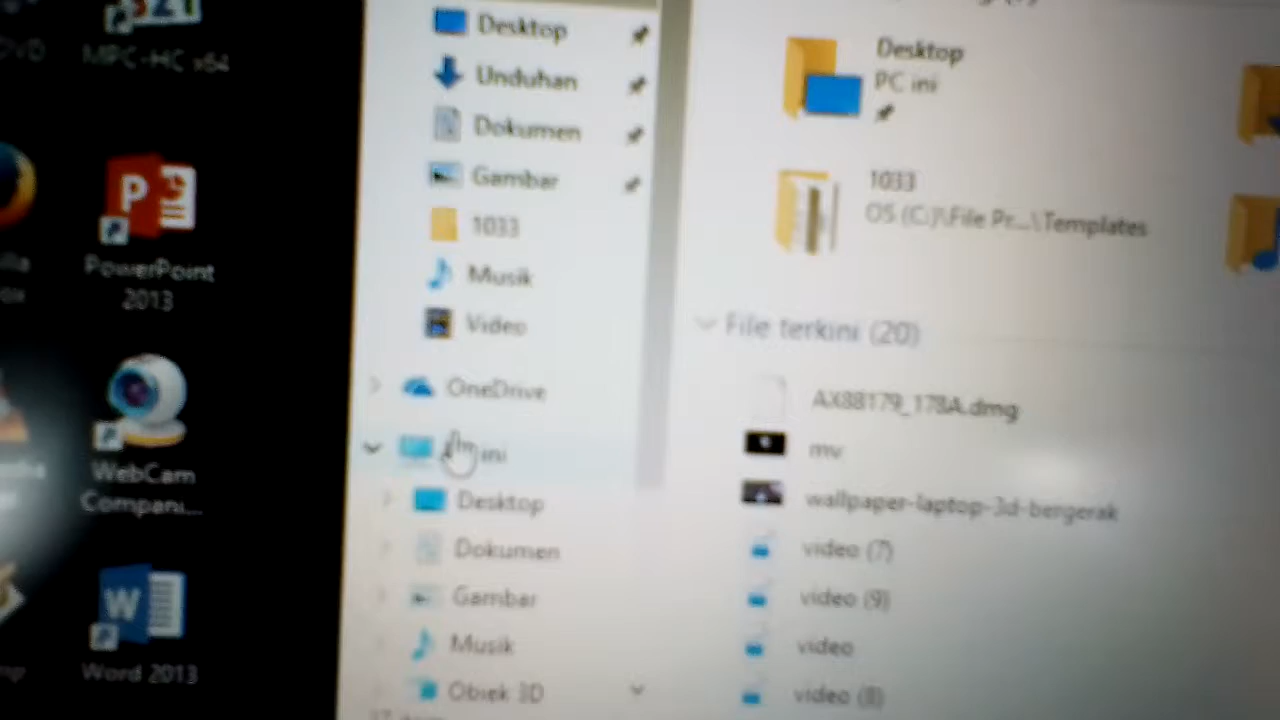 MPC-HC x64
PowerPoint
2013
WebCam
Compani...
Word 2013
Desktop
Unduhan
Dokumen
Gambar
1033
Musik
Video
OneDrive
ini
Desktop
Dokumen
Gambar
Musik
Objek 3D
Desktop
PC ini
1033
OS (C:)\File Pr...\Templates
File terkini (20)
AX88179_178A.dmg
mv
wallpaper-laptop-3d-bergerak
video (7)
video (9)
video
video (8)